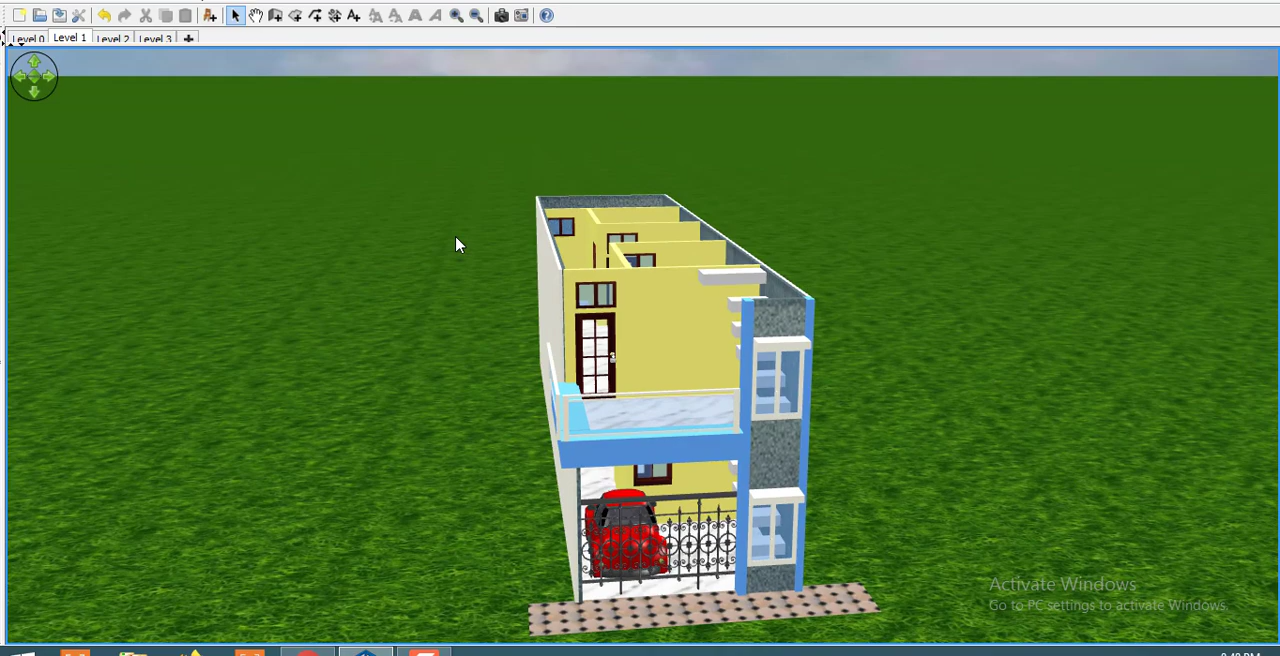 Level 0 Level 1 Level 2 Level 3
Activate Windows
Go to PC settings to activate Windows.